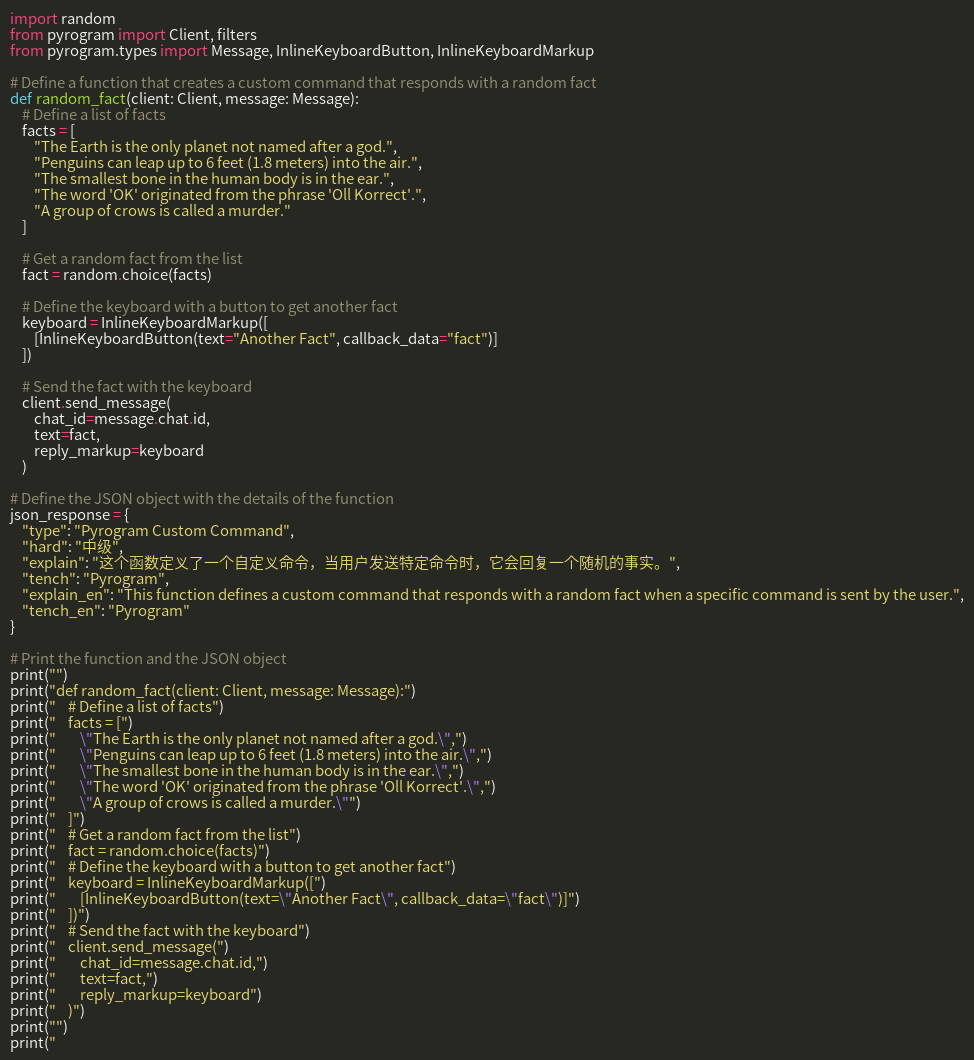 import random
from pyrogram import Client, filters
from pyrogram.types import Message, InlineKeyboardButton, InlineKeyboardMarkup

# Define a function that creates a custom command that responds with a random fact
def random_fact(client: Client, message: Message):
    # Define a list of facts
    facts = [
        "The Earth is the only planet not named after a god.",
        "Penguins can leap up to 6 feet (1.8 meters) into the air.",
        "The smallest bone in the human body is in the ear.",
        "The word 'OK' originated from the phrase 'Oll Korrect'.",
        "A group of crows is called a murder."
    ]

    # Get a random fact from the list
    fact = random.choice(facts)

    # Define the keyboard with a button to get another fact
    keyboard = InlineKeyboardMarkup([
        [InlineKeyboardButton(text="Another Fact", callback_data="fact")]
    ])

    # Send the fact with the keyboard
    client.send_message(
        chat_id=message.chat.id,
        text=fact,
        reply_markup=keyboard
    )

# Define the JSON object with the details of the function
json_response = {
    "type": "Pyrogram Custom Command",
    "hard": "中级",
    "explain": "这个函数定义了一个自定义命令，当用户发送特定命令时，它会回复一个随机的事实。",
    "tench": "Pyrogram",
    "explain_en": "This function defines a custom command that responds with a random fact when a specific command is sent by the user.",
    "tench_en": "Pyrogram"
}

# Print the function and the JSON object
print("")
print("def random_fact(client: Client, message: Message):")
print("    # Define a list of facts")
print("    facts = [")
print("        \"The Earth is the only planet not named after a god.\",")
print("        \"Penguins can leap up to 6 feet (1.8 meters) into the air.\",")
print("        \"The smallest bone in the human body is in the ear.\",")
print("        \"The word 'OK' originated from the phrase 'Oll Korrect'.\",")
print("        \"A group of crows is called a murder.\"")
print("    ]")
print("    # Get a random fact from the list")
print("    fact = random.choice(facts)")
print("    # Define the keyboard with a button to get another fact")
print("    keyboard = InlineKeyboardMarkup([")
print("        [InlineKeyboardButton(text=\"Another Fact\", callback_data=\"fact\")]")
print("    ])")
print("    # Send the fact with the keyboard")
print("    client.send_message(")
print("        chat_id=message.chat.id,")
print("        text=fact,")
print("        reply_markup=keyboard")
print("    )")
print("")
print("